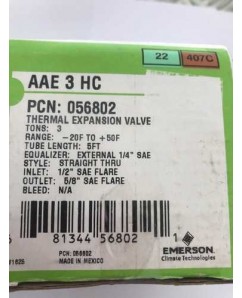 22 407C
AAE 3 HC
PCN: 056802
THERMAL EXPANSION VALVE
TONS: 3
RANGE: -20F TO +50F
TUBE LENGTH: 5FT
EQUALIZER: EXTERNAL 1/4" SAE
STYLE: STRAIGHT THRU
INLET: 1/2" SAE FLARE
OUTLET: 5/8" SAE FLARE
BLEED: N/A
81344 56802 1
EMERSON
Climate Technologies
PCN: 056802
MADE IN MEXICO